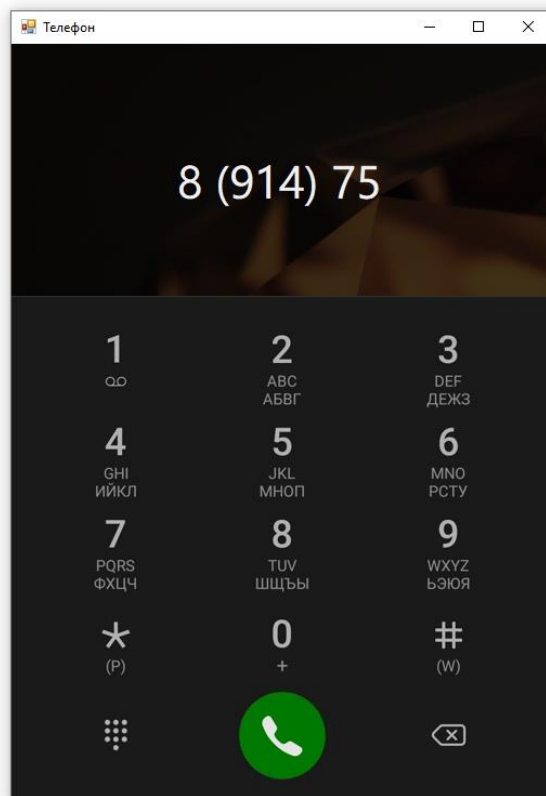 Телефон
8 (914) 75
1 2 3
ABC DEF
АБВГ ДЕЖЗ
4 5 6
GHI JKL MNO
ИЙКЛ МНОП РСТУ
7 8 9
PQRS TUV WXYZ
ФХЦЧ ШЩЪЫ ЬЭЮЯ
* 0 #
(P) + (W)